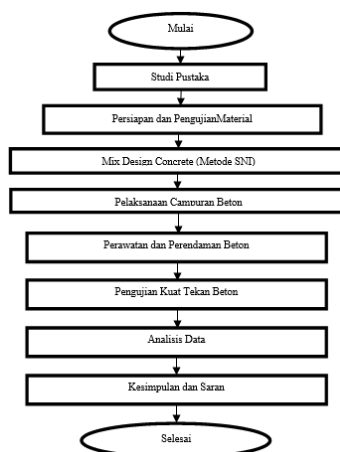 Mulai
Studi Pustaka
Persiapan dan PengujianMaterial
Mix Design Concrete (Metode SNI)
Pelaksanaan Campuran Beton
Perawatan dan Perendaman Beton
Pengujian Kuat Tekan Beton
Analisis Data
Kesimpulan dan Saran
Selesai